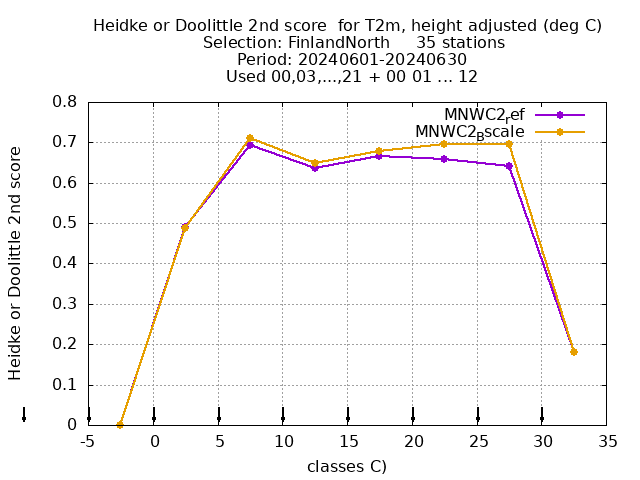 Heidke or Doolittle 2nd score  for T2m, height adjusted (deg C)
Selection: FinlandNorth     35 stations
Period: 20240601-20240630
Used 00,03,...,21 + 00 01 ... 12
MNWC2ref
MNWC2Bscale
Heidke or Doolittle 2nd score
0.8
0.7
0.6
0.5
0.4
0.3
0.2
0.1
0
-5 0 5 10 15 20 25 30 35
classes C)